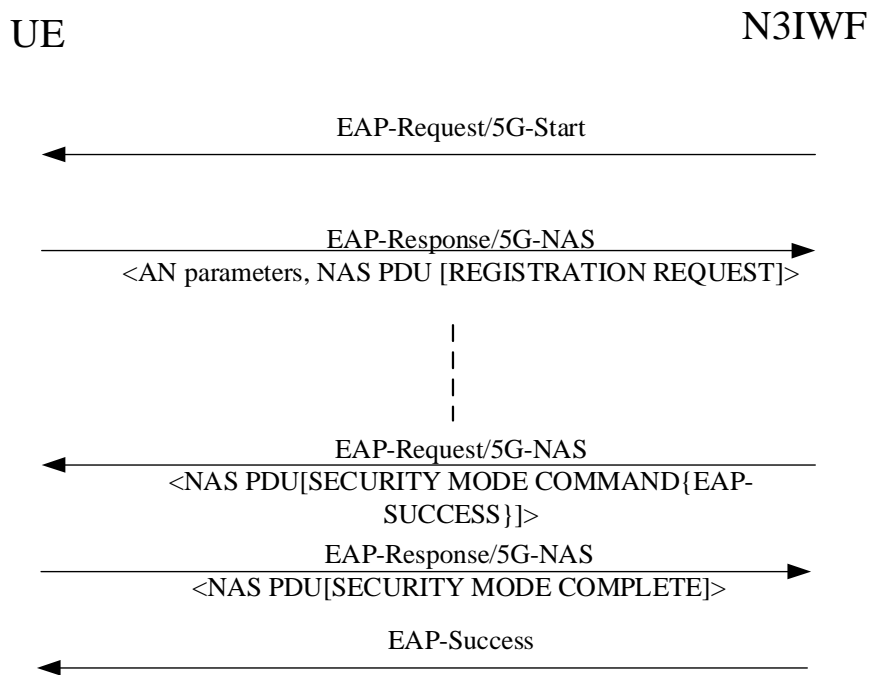 UE
N3IWF
EAP-Request/5G-Start
EAP-Response/5G-NAS
<AN parameters, NAS PDU [REGISTRATION REQUEST]>
EAP-Request/5G-NAS
<NAS PDU[SECURITY MODE COMMAND{EAP-
SUCCESS}]>
EAP-Response/5G-NAS
<NAS PDU[SECURITY MODE COMPLETE]>
EAP-Success